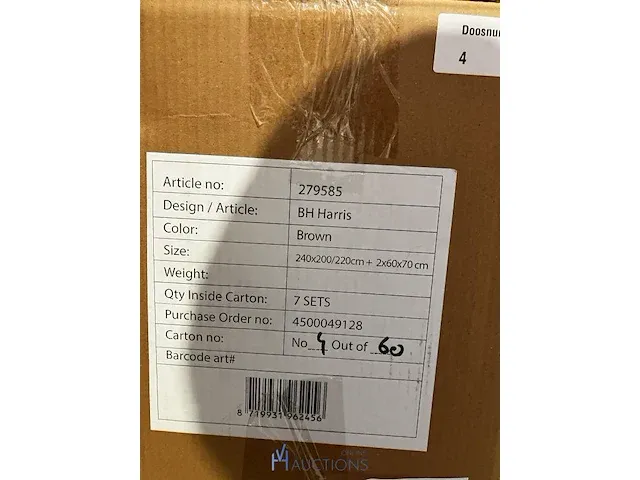 Doosnu
4
Article no: 279585
Design / Article: BH Harris
Color: Brown
Size: 240x200/220cm + 2x60x70 cm
Weight:
Qty Inside Carton: 7 SETS
Purchase Order no: 4500049128
Carton no: No 4 Out of 60
Barcode art#
8 719931 962456
ONLINE
AUCTIONS